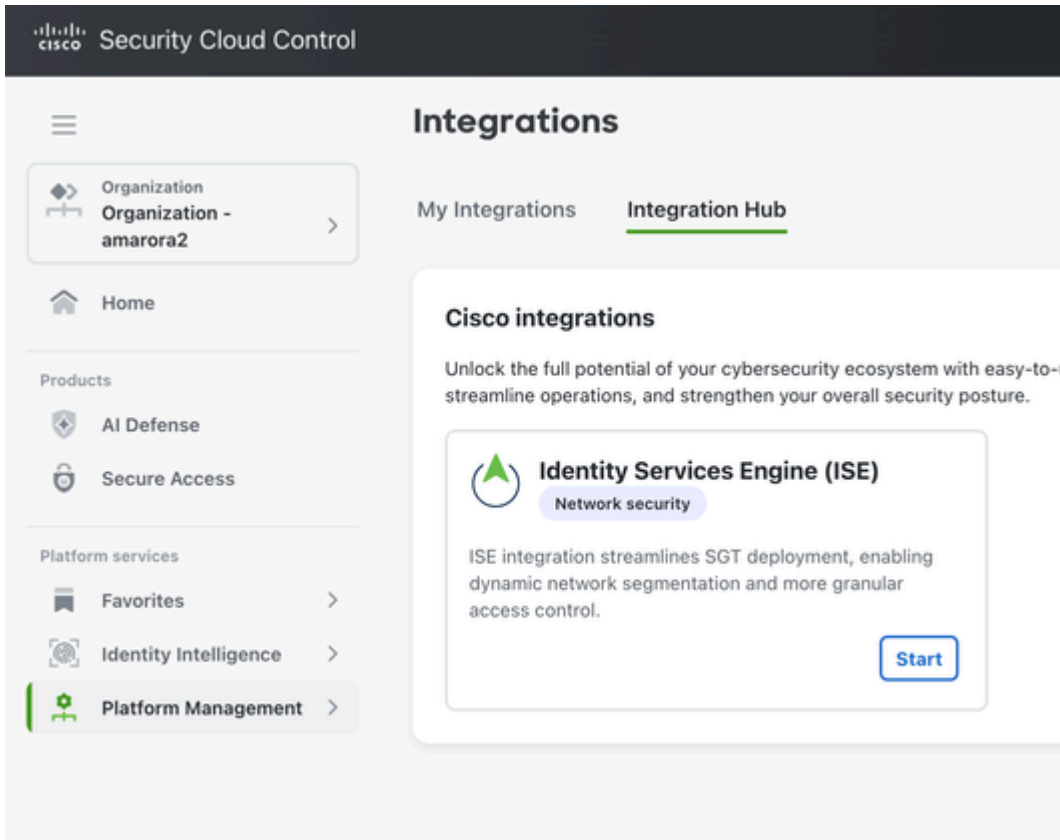 cisco Security Cloud Control
Organization
Organization -
amarora2
Home
Products
AI Defense
Secure Access
Platform services
Favorites
Identity Intelligence
Platform Management
Integrations
My Integrations Integration Hub
Cisco integrations
Unlock the full potential of your cybersecurity ecosystem with easy-to-
streamline operations, and strengthen your overall security posture.
Identity Services Engine (ISE)
Network security
ISE integration streamlines SGT deployment, enabling
dynamic network segmentation and more granular
access control.
Start